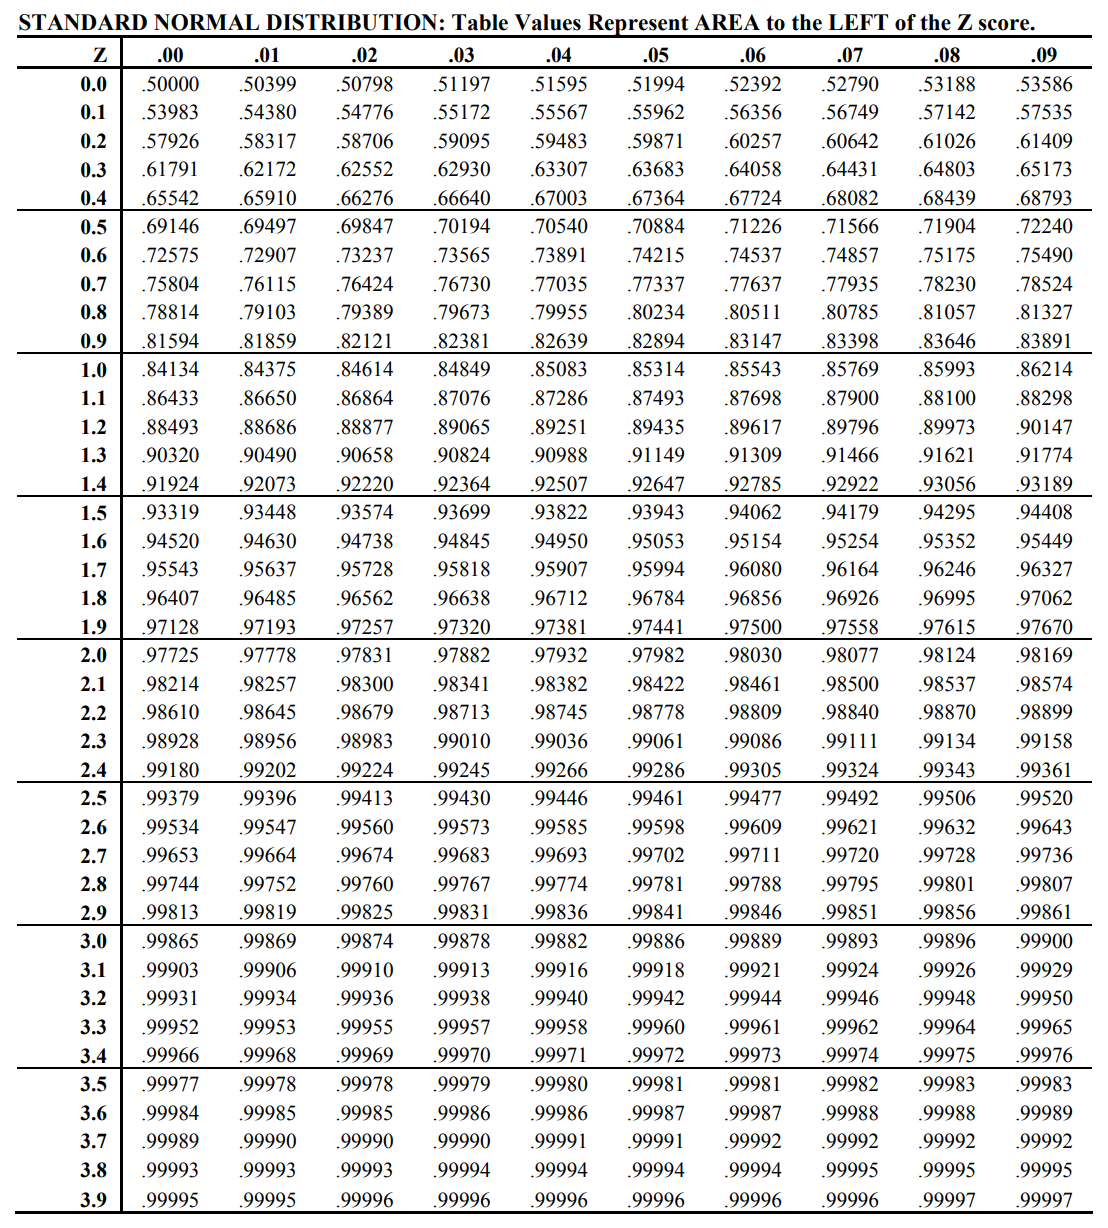 STANDARD NORMAL DISTRIBUTION: Table Values Represent AREA to the LEFT of the Z score.
Z .00 .01 .02 .03 .04 .05 .06 .07 .08 .09
0.0 .50000 .50399 .50798 .51197 .51595 .51994 .52392 .52790 .53188 .53586
0.1 .53983 .54380 .54776 .55172 .55567 .55962 .56356 .56749 .57142 .57535
0.2 .57926 .58317 .58706 .59095 .59483 .59871 .60257 .60642 .61026 .61409
0.3 .61791 .62172 .62552 .62930 .63307 .63683 .64058 .64431 .64803 .65173
0.4 .65542 .65910 .66276 .66640 .67003 .67364 .67724 .68082 .68439 .68793
0.5 .69146 .69497 .69847 .70194 .70540 .70884 .71226 .71566 .71904 .72240
0.6 .72575 .72907 .73237 .73565 .73891 .74215 .74537 .74857 .75175 .75490
0.7 .75804 .76115 .76424 .76730 .77035 .77337 .77637 .77935 .78230 .78524
0.8 .78814 .79103 .79389 .79673 .79955 .80234 .80511 .80785 .81057 .81327
0.9 .81594 .81859 .82121 .82381 .82639 .82894 .83147 .83398 .83646 .83891
1.0 .84134 .84375 .84614 .84849 .85083 .85314 .85543 .85769 .85993 .86214
1.1 .86433 .86650 .86864 .87076 .87286 .87493 .87698 .87900 .88100 .88298
1.2 .88493 .88686 .88877 .89065 .89251 .89435 .89617 .89796 .89973 .90147
1.3 .90320 .90490 .90658 .90824 .90988 .91149 .91309 .91466 .91621 .91774
1.4 .91924 .92073 .92220 .92364 .92507 .92647 .92785 .92922 .93056 .93189
1.5 .93319 .93448 .93574 .93699 .93822 .93943 .94062 .94179 .94295 .94408
1.6 .94520 .94630 .94738 .94845 .94950 .95053 .95154 .95254 .95352 .95449
1.7 .95543 .95637 .95728 .95818 .95907 .95994 .96080 .96164 .96246 .96327
1.8 .96407 .96485 .96562 .96638 .96712 .96784 .96856 .96926 .96995 .97062
1.9 .97128 .97193 .97257 .97320 .97381 .97441 .97500 .97558 .97615 .97670
2.0 .97725 .97778 .97831 .97882 .97932 .97982 .98030 .98077 .98124 .98169
2.1 .98214 .98257 .98300 .98341 .98382 .98422 .98461 .98500 .98537 .98574
2.2 .98610 .98645 .98679 .98713 .98745 .98778 .98809 .98840 .98870 .98899
2.3 .98928 .98956 .98983 .99010 .99036 .99061 .99086 .99111 .99134 .99158
2.4 .99180 .99202 .99224 .99245 .99266 .99286 .99305 .99324 .99343 .99361
2.5 .99379 .99396 .99413 .99430 .99446 .99461 .99477 .99492 .99506 .99520
2.6 .99534 .99547 .99560 .99573 .99585 .99598 .99609 .99621 .99632 .99643
2.7 .99653 .99664 .99674 .99683 .99693 .99702 .99711 .99720 .99728 .99736
2.8 .99744 .99752 .99760 .99767 .99774 .99781 .99788 .99795 .99801 .99807
2.9 .99813 .99819 .99825 .99831 .99836 .99841 .99846 .99851 .99856 .99861
3.0 .99865 .99869 .99874 .99878 .99882 .99886 .99889 .99893 .99896 .99900
3.1 .99903 .99906 .99910 .99913 .99916 .99918 .99921 .99924 .99926 .99929
3.2 .99931 .99934 .99936 .99938 .99940 .99942 .99944 .99946 .99948 .99950
3.3 .99952 .99953 .99955 .99957 .99958 .99960 .99961 .99962 .99964 .99965
3.4 .99966 .99968 .99969 .99970 .99971 .99972 .99973 .99974 .99975 .99976
3.5 .99977 .99978 .99978 .99979 .99980 .99981 .99981 .99982 .99983 .99983
3.6 .99984 .99985 .99985 .99986 .99986 .99987 .99987 .99988 .99988 .99989
3.7 .99989 .99990 .99990 .99990 .99991 .99991 .99992 .99992 .99992 .99992
3.8 .99993 .99993 .99993 .99994 .99994 .99994 .99994 .99995 .99995 .99995
3.9 .99995 .99995 .99996 .99996 .99996 .99996 .99996 .99996 .99997 .99997